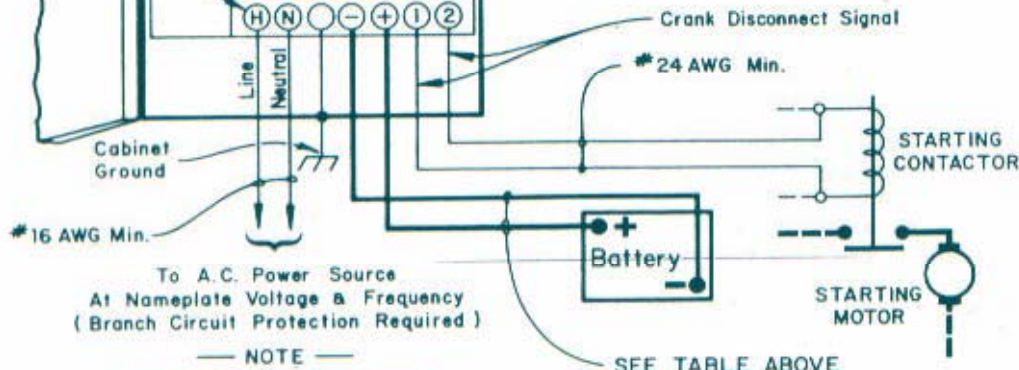 H N − + 1 2
Crank Disconnect Signal
#24 AWG Min.
Line
Neutral
Cabinet
Ground
STARTING
CONTACTOR
#16 AWG Min.
+
Battery
−
To A.C. Power Source
At Nameplate Voltage & Frequency
( Branch Circuit Protection Required )
STARTING
MOTOR
— NOTE —
SEE TABLE ABOVE